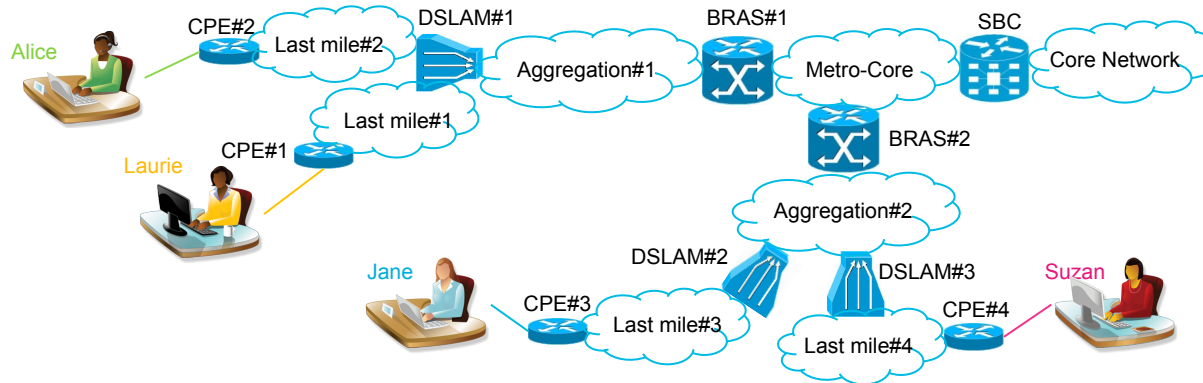 CPE#2
DSLAM#1
BRAS#1
SBC
Alice
Last mile#2
Aggregation#1
Metro-Core
Core Network
Last mile#1
CPE#1
BRAS#2
Laurie
Aggregation#2
Jane
DSLAM#2
DSLAM#3
Suzan
CPE#3
CPE#4
Last mile#3
Last mile#4